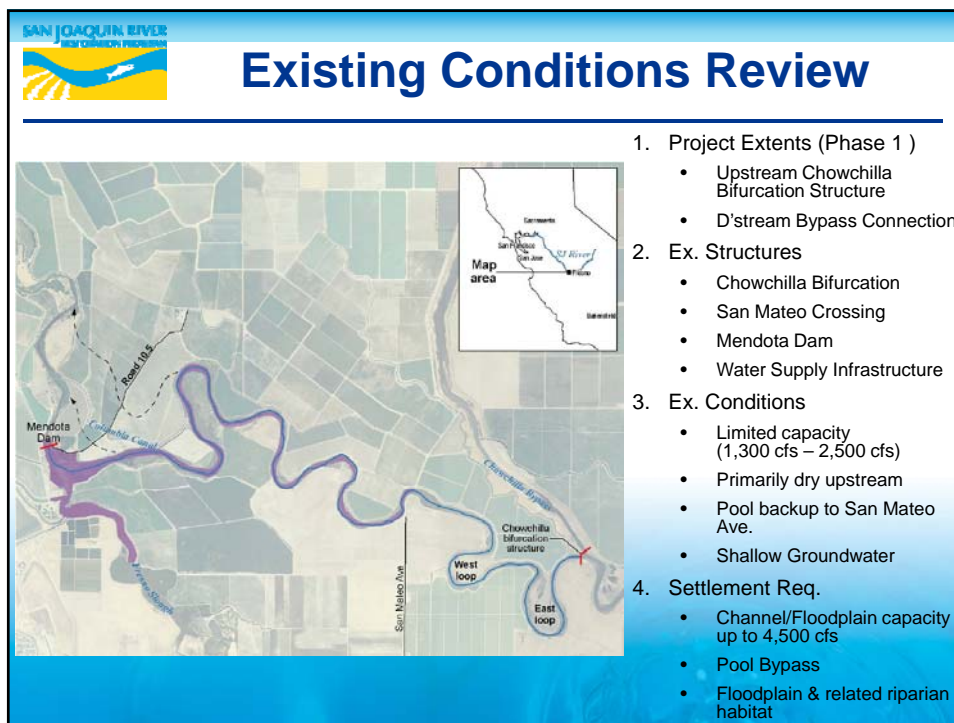 SAN JOAQUIN RIVER
RESTORATION PROGRAM
Existing Conditions Review
1. Project Extents (Phase 1 )
• Upstream Chowchilla
Bifurcation Structure
• D'stream Bypass Connection
2. Ex. Structures
• Chowchilla Bifurcation
• San Mateo Crossing
• Mendota Dam
• Water Supply Infrastructure
3. Ex. Conditions
• Limited capacity
(1,300 cfs – 2,500 cfs)
• Primarily dry upstream
• Pool backup to San Mateo
Ave.
• Shallow Groundwater
4. Settlement Req.
• Channel/Floodplain capacity
up to 4,500 cfs
• Pool Bypass
• Floodplain & related riparian
habitat
Sacramento
San Francisco
San Jose
SJ River
Map
area
Fresno
Bakersfield
Road 10.5
Mendota
Dam
Columbia Canal
Fresno Slough
San Mateo Ave
Chowchilla Bypass
Chowchilla
bifurcation
structure
West
loop
East
loop